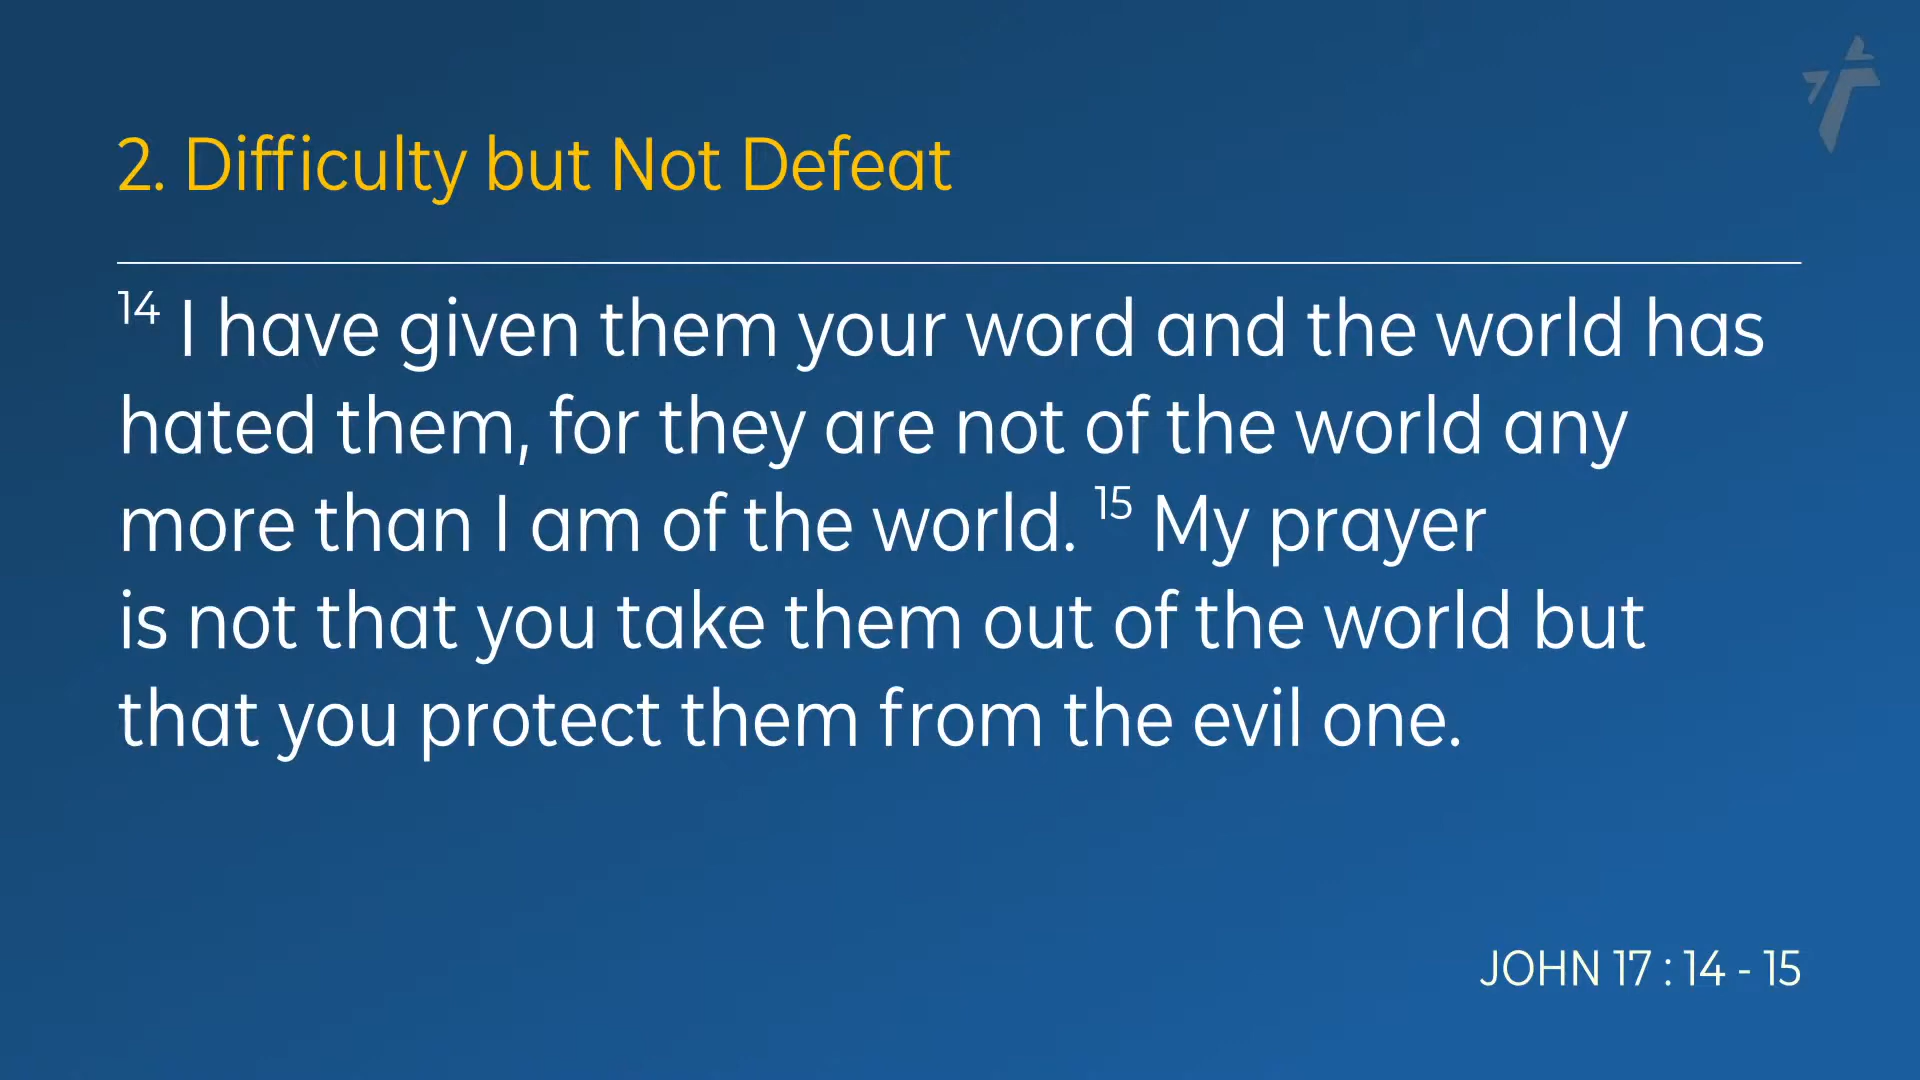 2. Difficulty but Not Defeat
14 I have given them your word and the world has
hated them, for they are not of the world any
more than I am of the world. 15 My prayer
is not that you take them out of the world but
that you protect them from the evil one.
JOHN 17 : 14 - 15